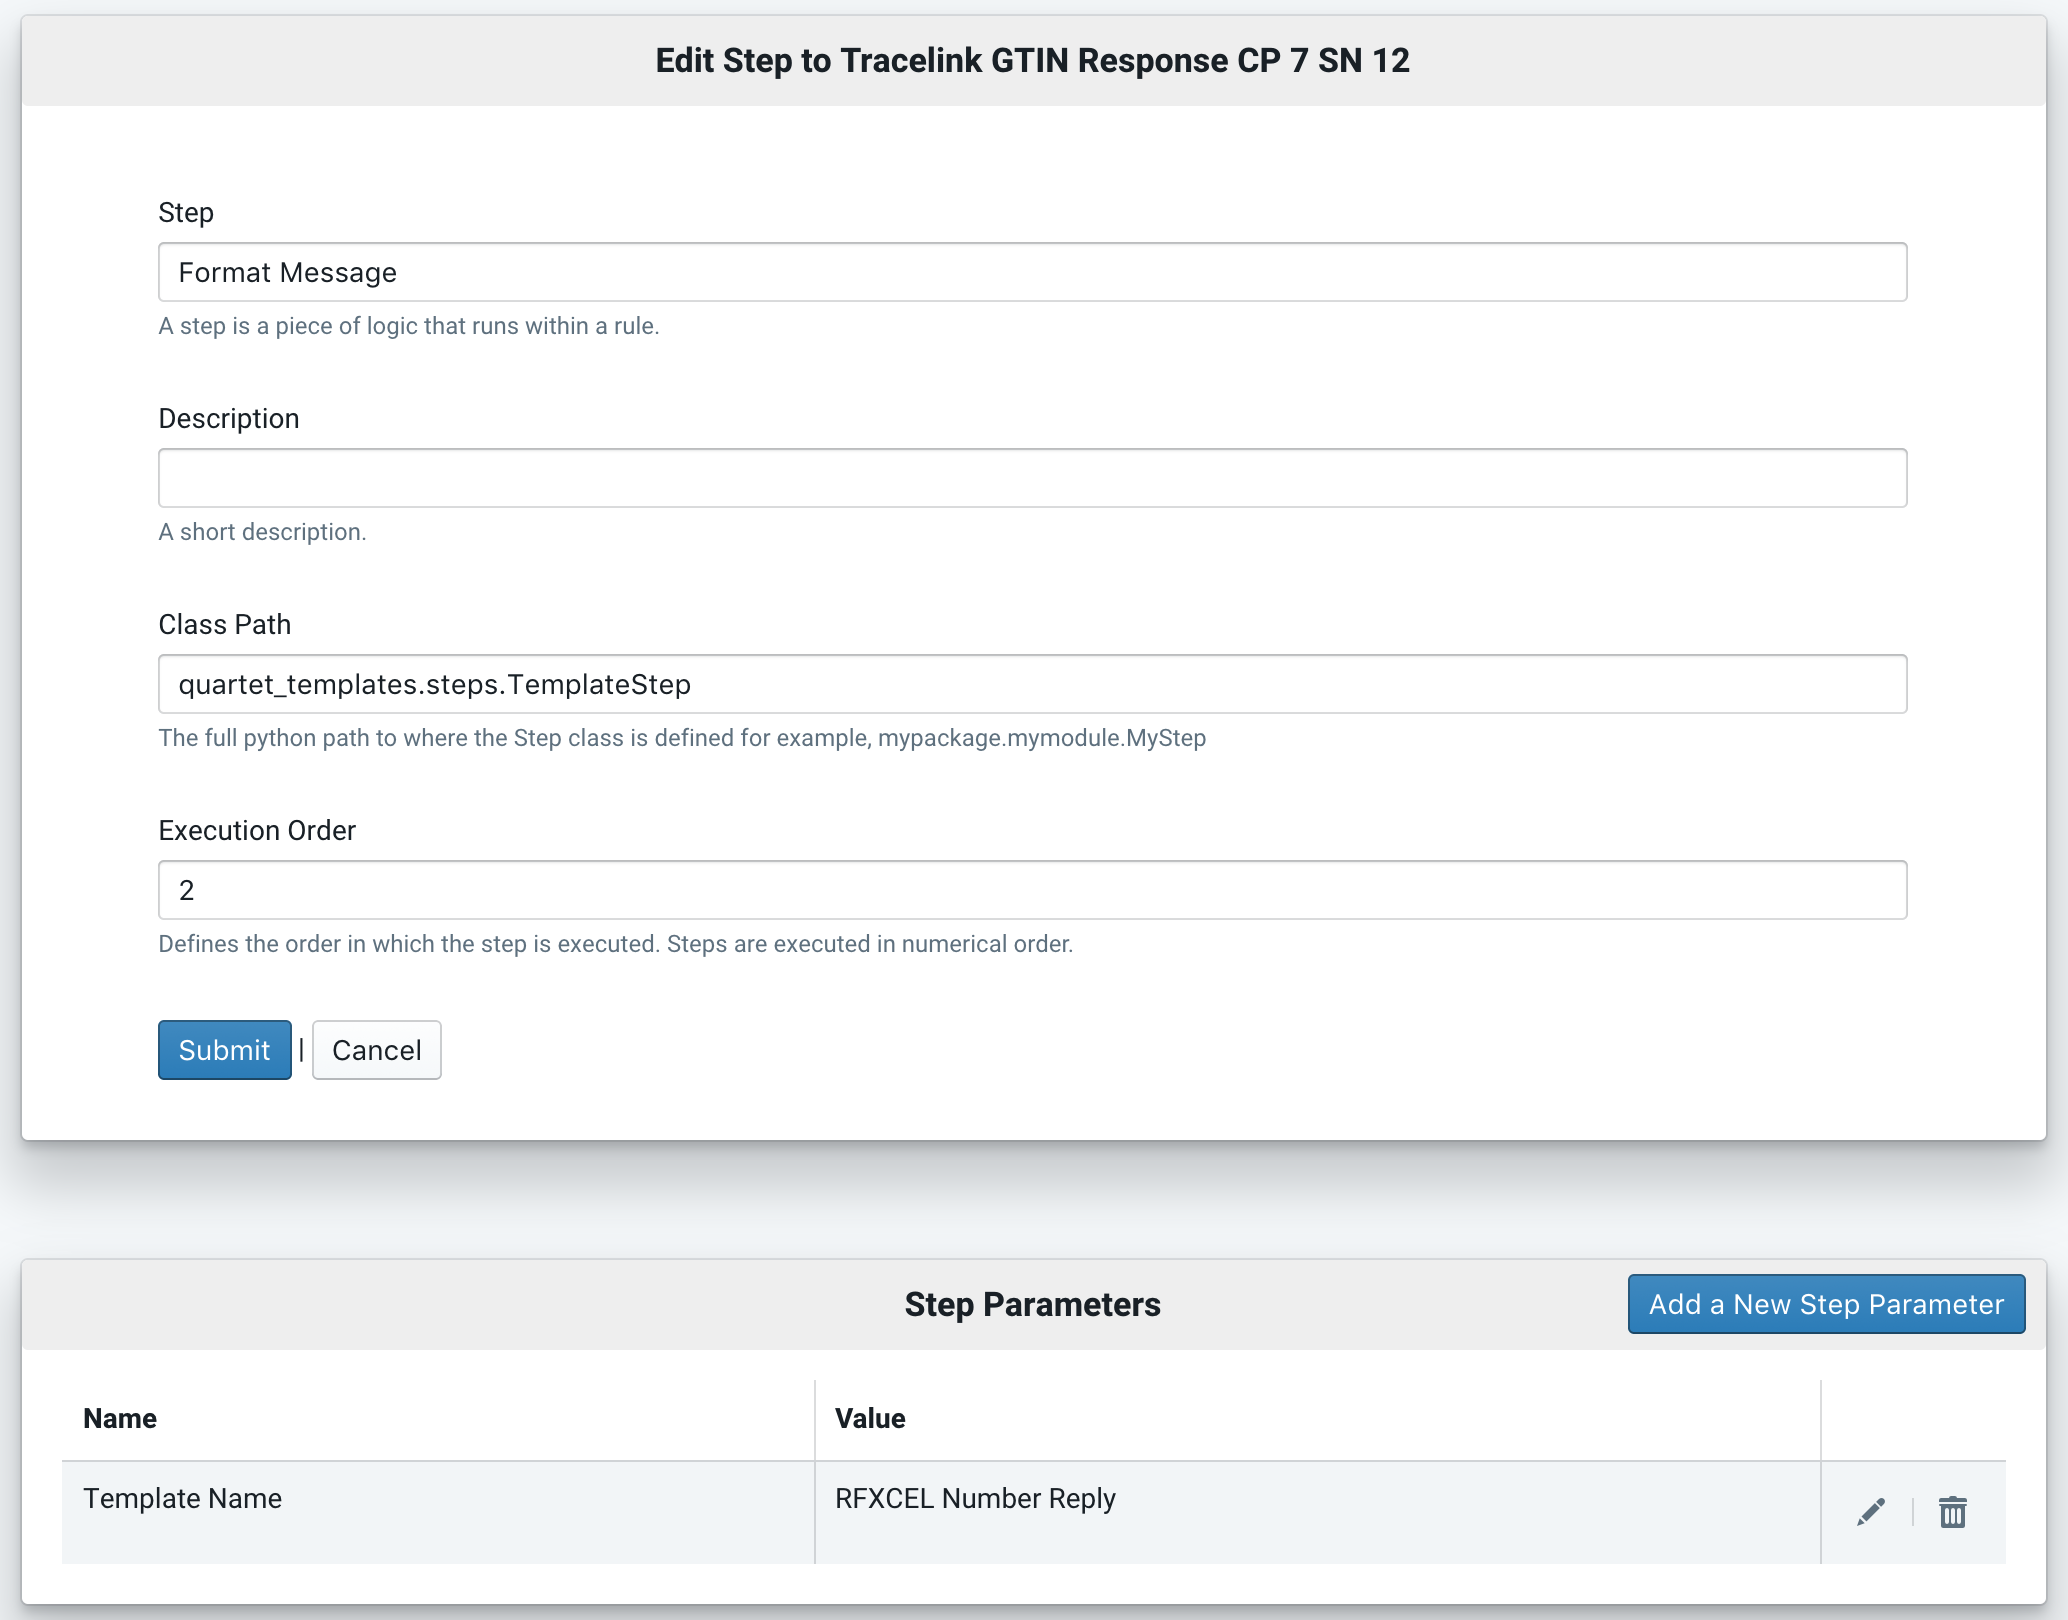 Edit Step to Tracelink GTIN Response CP 7 SN 12
Step
Format Message
A step is a piece of logic that runs within a rule.
Description
A short description.
Class Path
quartet_templates.steps.TemplateStep
The full python path to where the Step class is defined for example, mypackage.mymodule.MyStep
Execution Order
2
Defines the order in which the step is executed. Steps are executed in numerical order.
Submit | Cancel
Step Parameters Add a New Step Parameter
Name Value
Template Name RFXCEL Number Reply